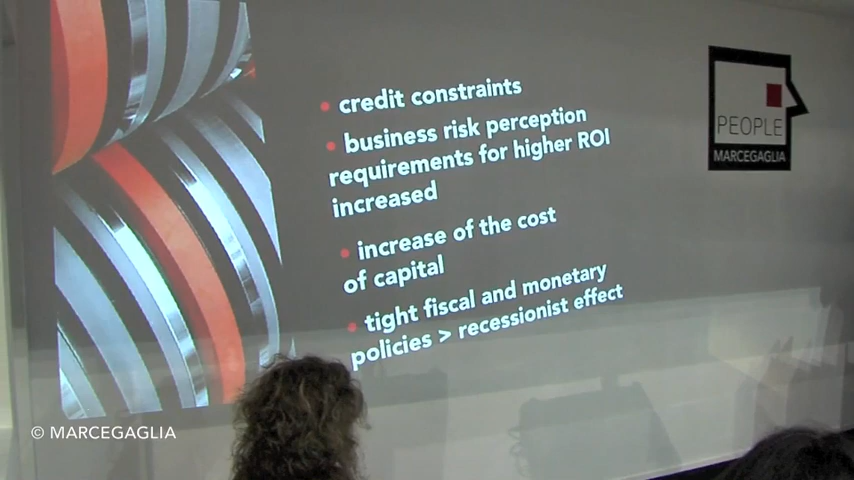 • credit constraints
• business risk perception
requirements for higher ROI
increased
• increase of the cost
of capital
• tight fiscal and monetary
policies > recessionist effect
PEOPLE
MARCEGAGLIA
© MARCEGAGLIA